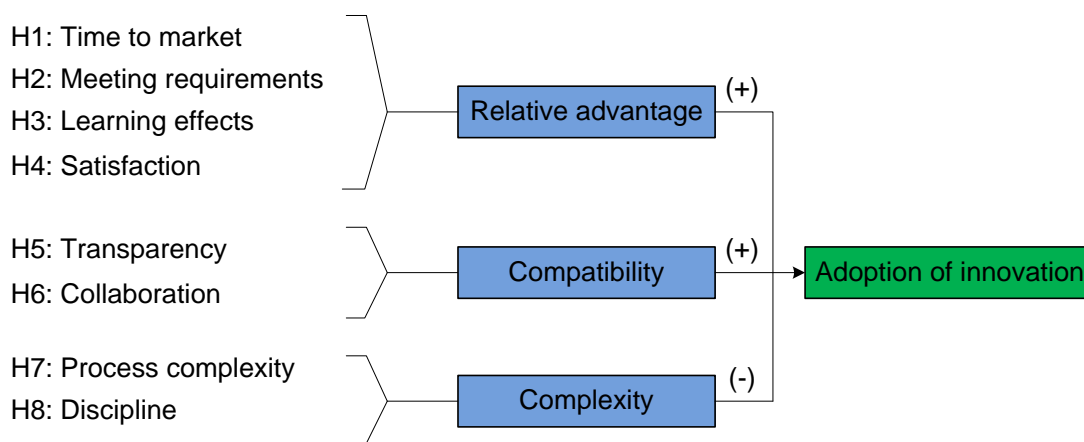 H1: Time to market
H2: Meeting requirements
H3: Learning effects
H4: Satisfaction
Relative advantage
(+)
H5: Transparency
H6: Collaboration
Compatibility
(+)
Adoption of innovation
H7: Process complexity
H8: Discipline
Complexity
(-)